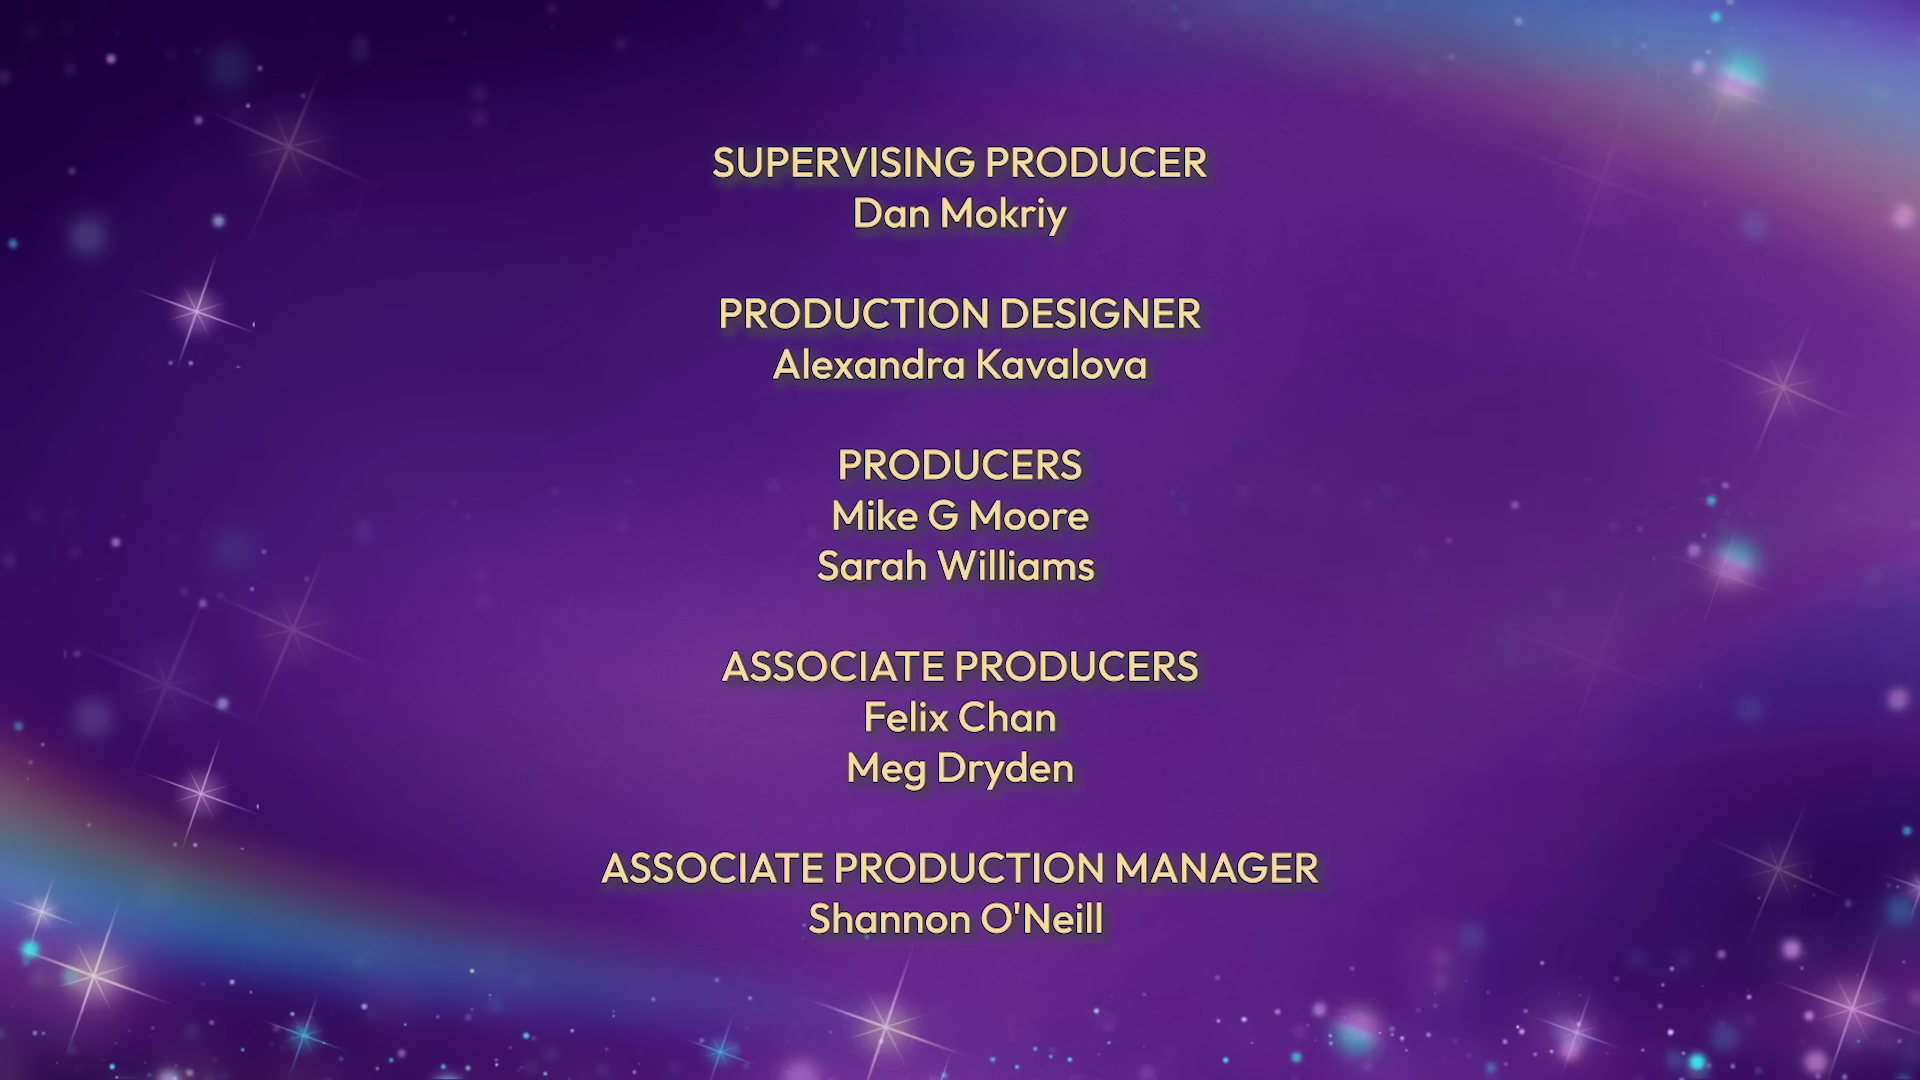 SUPERVISING PRODUCER
Dan Mokriy
PRODUCTION DESIGNER
Alexandra Kavalova
PRODUCERS
Mike G Moore
Sarah Williams
ASSOCIATE PRODUCERS
Felix Chan
Meg Dryden
ASSOCIATE PRODUCTION MANAGER
Shannon O'Neill